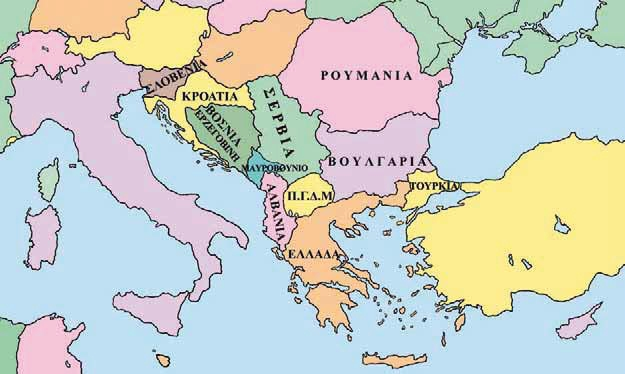 ΡΟΥΜΑΝΙΑ
ΣΛΟΒΕΝΙΑ
ΚΡΟΑΤΙΑ
ΣΕΡΒΙΑ
ΒΟΣΝΙΑ
ΕΡΖΕΓΟΒΙΝΗ
ΒΟΥΛΓΑΡΙΑ
ΜΑΥΡΟΒΟΥΝΙΟ
ΤΟΥΡΚΙΑ
ΑΛΒΑΝΙΑ
Π.Γ.Δ.Μ
ΕΛΛΑΔΑ